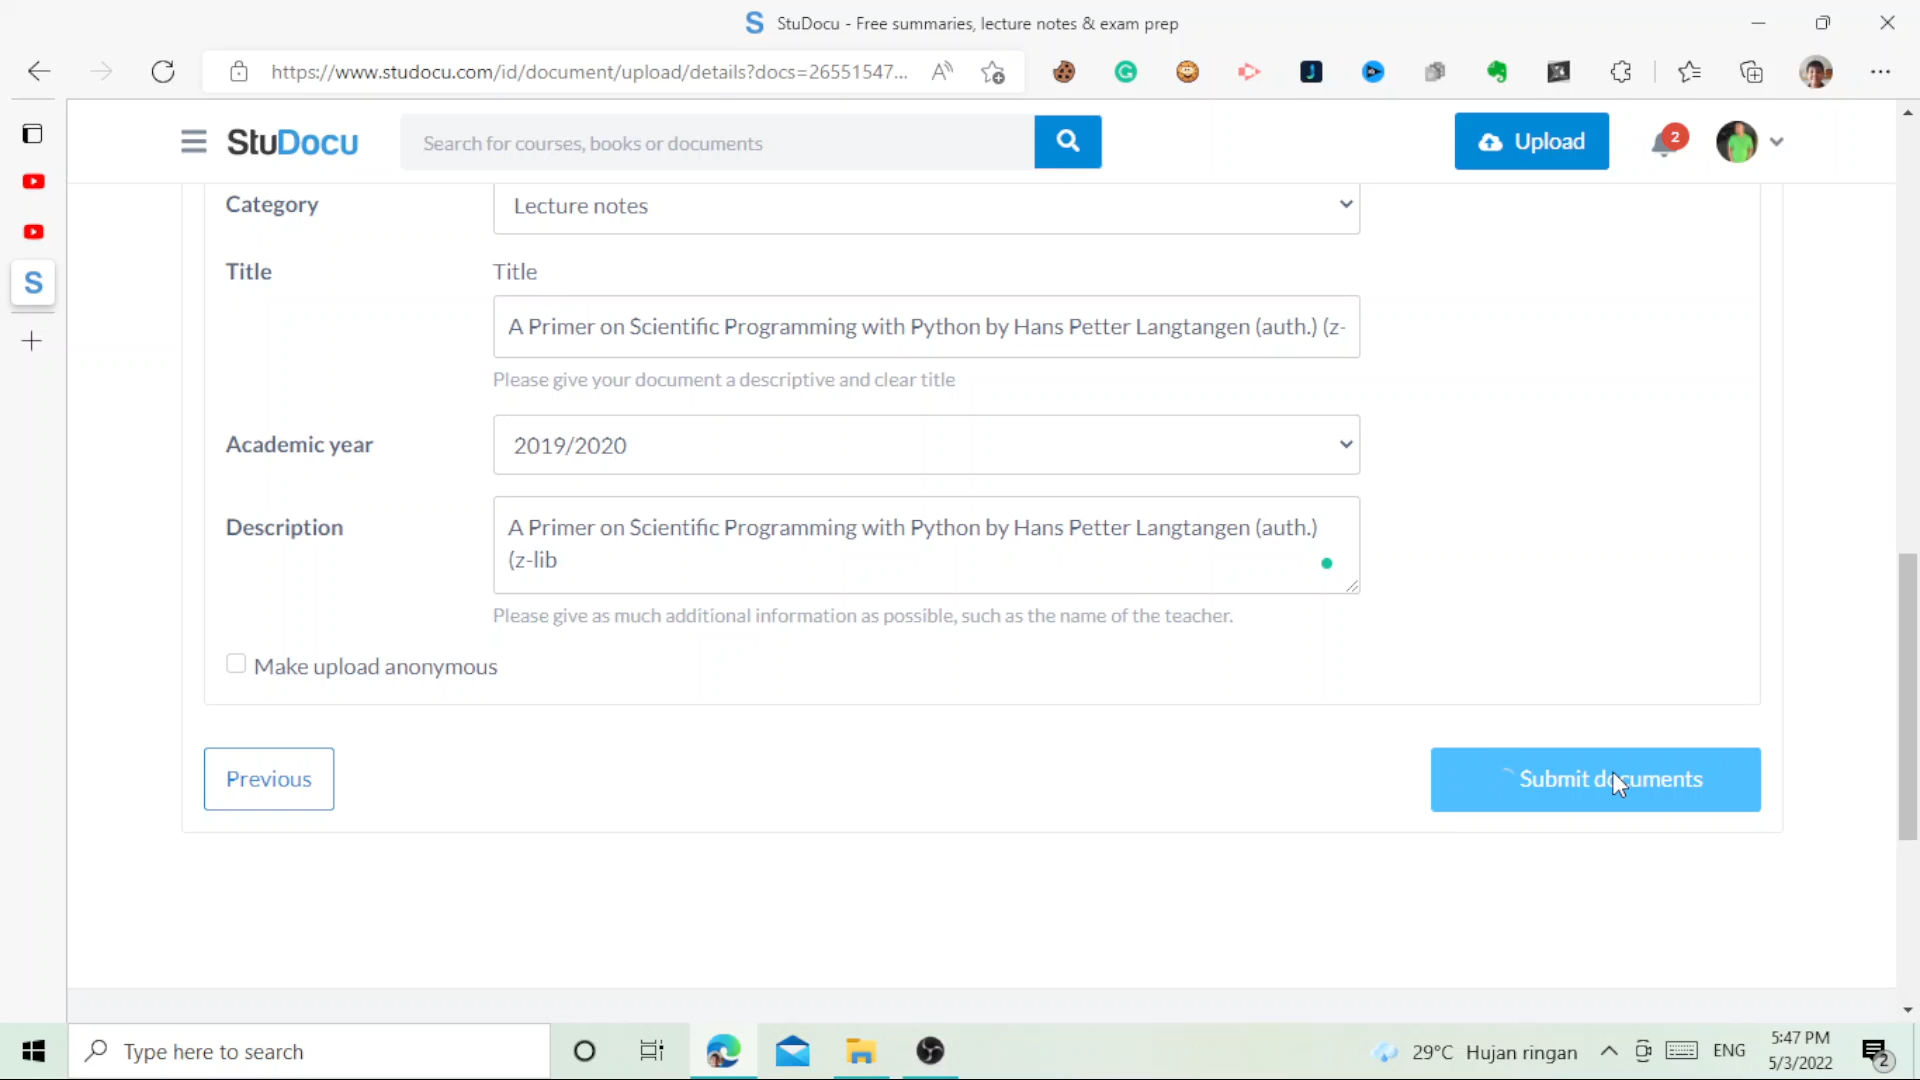 StuDocu - Free summaries, lecture notes & exam prep
https://www.studocu.com/id/document/upload/details?docs=26551547...
StuDocu
Search for courses, books or documents
Upload
2
Category
Lecture notes
Title
Title
A Primer on Scientific Programming with Python by Hans Petter Langtangen (auth.) (z-
Please give your document a descriptive and clear title
Academic year
2019/2020
Description
A Primer on Scientific Programming with Python by Hans Petter Langtangen (auth.)
(z-lib
Please give as much additional information as possible, such as the name of the teacher.
Make upload anonymous
Previous
Submit documents
Type here to search
29°C Hujan ringan
ENG
5:47 PM
5/3/2022
2